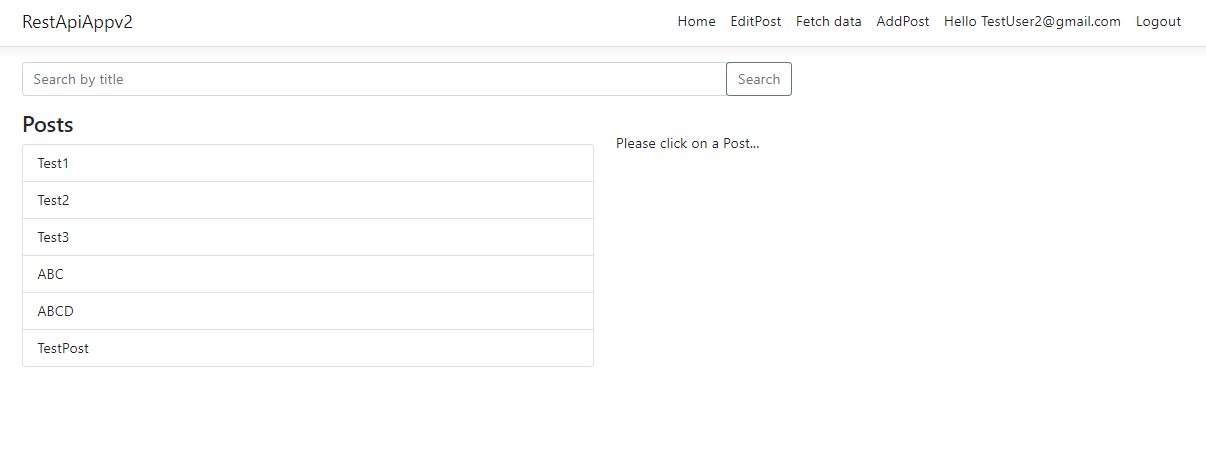 RestApiAppv2 Home EditPost Fetch data AddPost Hello TestUser2@gmail.com Logout
Search by title Search
Posts
Please click on a Post...
Test1
Test2
Test3
ABC
ABCD
TestPost